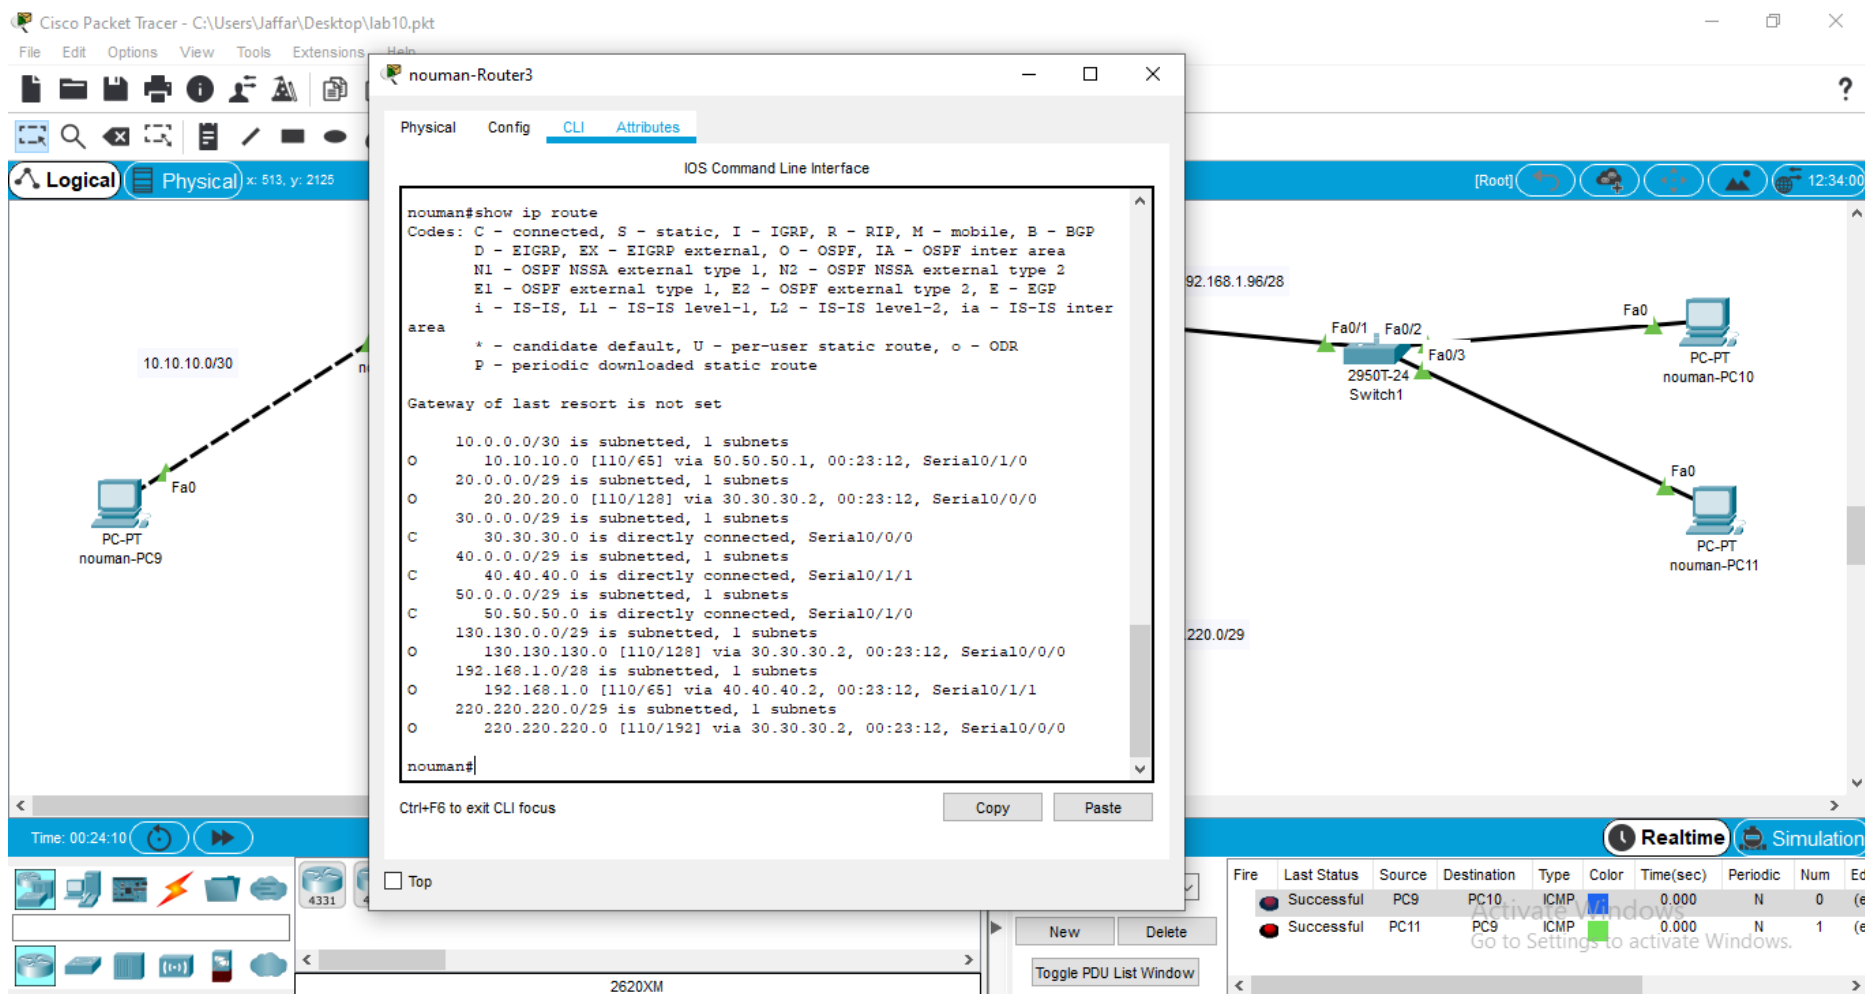 Cisco Packet Tracer - C:\Users\Jaffar\Desktop\lab10.pkt
File Edit Options View Tools Extensions Help
nouman-Router3
?
Physical Config CLI Attributes
IOS Command Line Interface
Logical Physical x: 513, y: 2125
[Root] 12:34:00
nouman#show ip route
Codes: C - connected, S - static, I - IGRP, R - RIP, M - mobile, B - BGP
D - EIGRP, EX - EIGRP external, O - OSPF, IA - OSPF inter area
N1 - OSPF NSSA external type 1, N2 - OSPF NSSA external type 2
E1 - OSPF external type 1, E2 - OSPF external type 2, E - EGP
i - IS-IS, L1 - IS-IS level-1, L2 - IS-IS level-2, ia - IS-IS inter
area
* - candidate default, U - per-user static route, o - ODR
P - periodic downloaded static route
Gateway of last resort is not set
10.0.0.0/30 is subnetted, 1 subnets
O 10.10.10.0 [110/65] via 50.50.50.1, 00:23:12, Serial0/1/0
20.0.0.0/29 is subnetted, 1 subnets
O 20.20.20.0 [110/128] via 30.30.30.2, 00:23:12, Serial0/0/0
30.0.0.0/29 is subnetted, 1 subnets
C 30.30.30.0 is directly connected, Serial0/0/0
40.0.0.0/29 is subnetted, 1 subnets
C 40.40.40.0 is directly connected, Serial0/1/1
50.0.0.0/29 is subnetted, 1 subnets
C 50.50.50.0 is directly connected, Serial0/1/0
130.130.0.0/29 is subnetted, 1 subnets
O 130.130.130.0 [110/128] via 30.30.30.2, 00:23:12, Serial0/0/0
192.168.1.0/28 is subnetted, 1 subnets
O 192.168.1.0 [110/65] via 40.40.40.2, 00:23:12, Serial0/1/1
220.220.220.0/29 is subnetted, 1 subnets
O 220.220.220.0 [110/192] via 30.30.30.2, 00:23:12, Serial0/0/0
nouman#
Ctrl+F6 to exit CLI focus
Copy Paste
Top
10.10.10.0/30
n
Fa0
PC-PT
nouman-PC9
92.168.1.96/28
Fa0/1 Fa0/2
Fa0/3
2950T-24
Switch1
Fa0
PC-PT
nouman-PC10
Fa0
PC-PT
nouman-PC11
.220.0/29
Time: 00:24:10
Realtime Simulation
4331
4
2620XM
New Delete
Toggle PDU List Window
Fire Last Status Source Destination Type Color Time(sec) Periodic Num Ed
Successful PC9 PC10 ICMP 0.000 N 0 (e
Successful PC11 PC9 ICMP 0.000 N 1 (e
Activate Windows
Go to Settings to activate Windows.